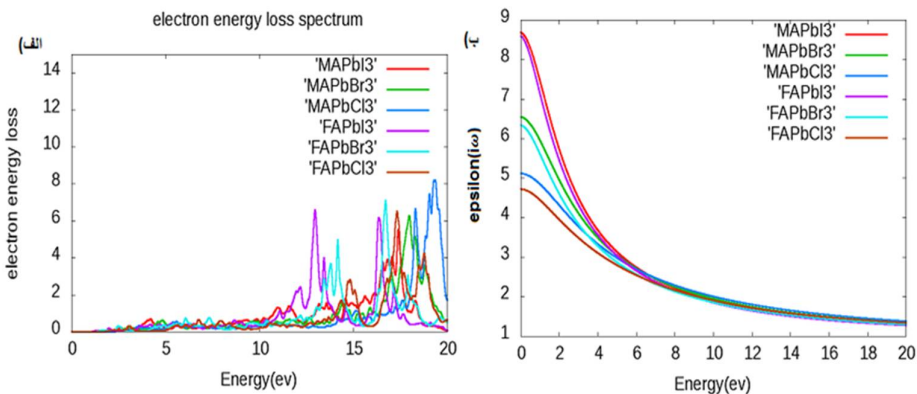 electron energy loss spectrum
الف)
electron energy loss
14
12
10
8
6
4
2
0
0
5
10
15
20
Energy(ev)
'MAPbI3'
'MAPbBr3'
'MAPbCl3'
'FAPbI3'
'FAPbBr3'
'FAPbCl3'
ب)
epsilon(iω)
9
8
7
6
5
4
3
2
1
0
2
4
6
8
10
12
14
16
18
20
Energy(ev)
'MAPbI3'
'MAPbBr3'
'MAPbCl3'
'FAPbI3'
'FAPbBr3'
'FAPbCl3'